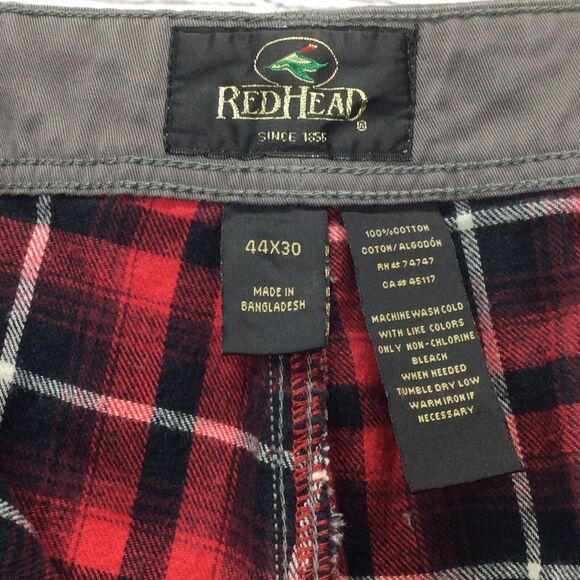 REDHEAD
®
SINCE 1856
44X30
MADE IN
BANGLADESH
100%COTTON
COTON/ALGODÓN
RN# 74747
CA# 45117
MACHINE WASH COLD
WITH LIKE COLORS
ONLY NON-CHLORINE
BLEACH
WHEN NEEDED
TUMBLE DRY LOW
WARM IRON IF
NECESSARY